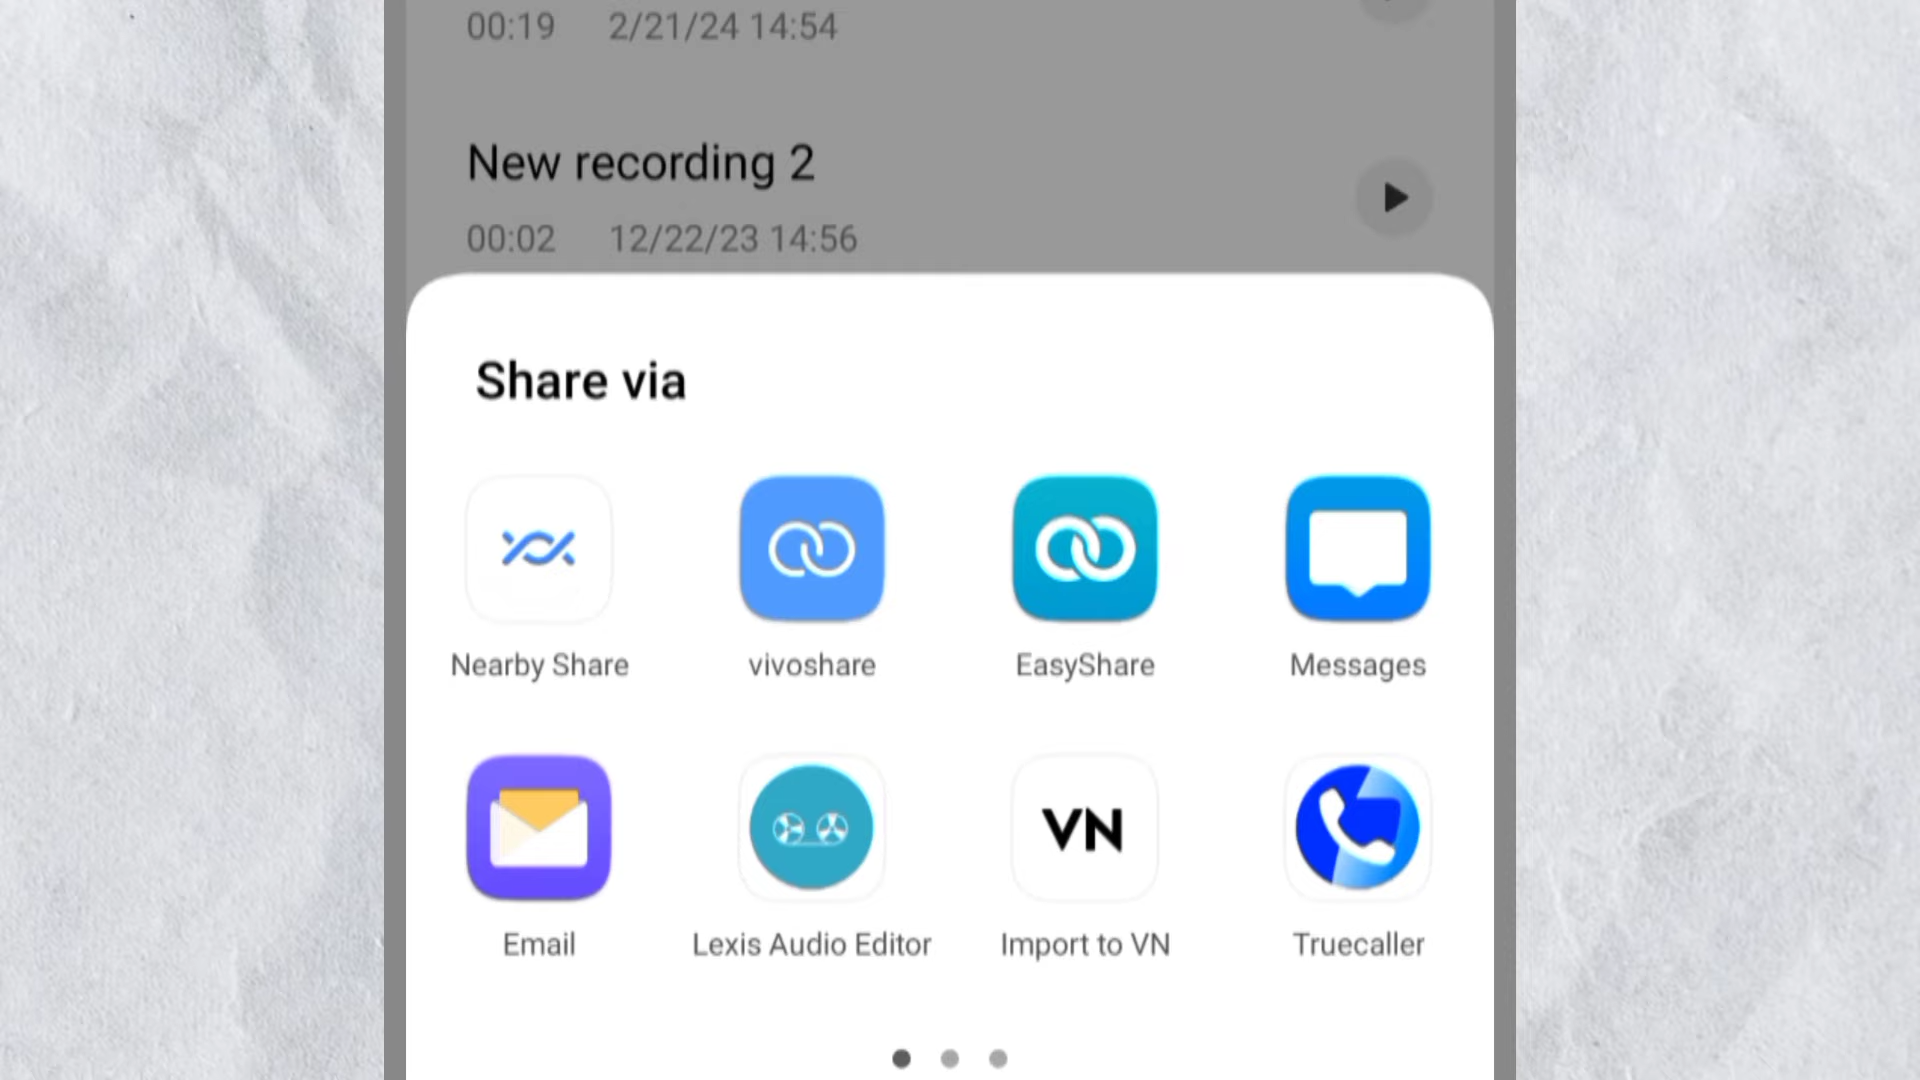 00:19 2/21/24 14:54
New recording 2
00:02 12/22/23 14:56
Share via
Nearby Share vivoshare EasyShare Messages
VN
Email Lexis Audio Editor Import to VN Truecaller